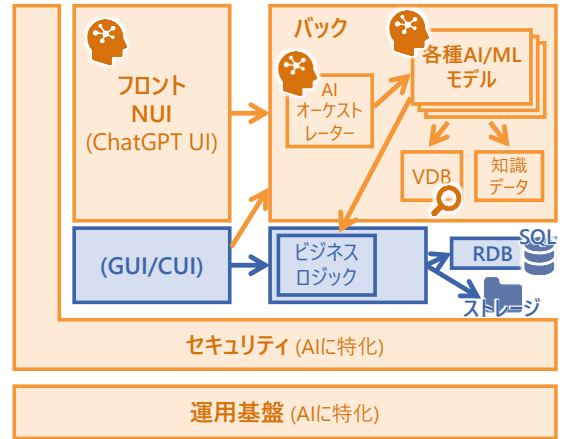 フロント
NUI
(ChatGPT UI)
バック
AI
オーケスト
レーター
各種AI/ML
モデル
VDB
知識
データ
(GUI/CUI)
ビジネス
ロジック
RDB
SQL
ストレージ
セキュリティ (AIに特化)
運用基盤 (AIに特化)